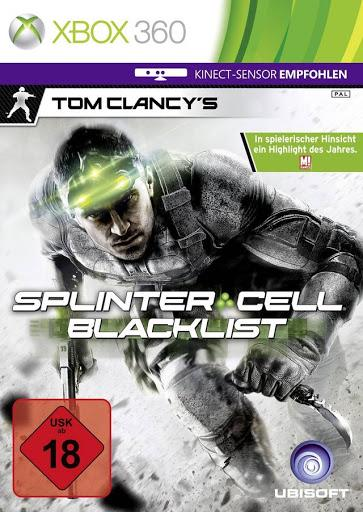 XBOX 360
KINECT-SENSOR EMPFOHLEN
TOM CLANCY'S
PAL
In spielerischer Hinsicht
ein Highlight des Jahres.
M!
SPLINTER CELL
BLACKLIST
USK
ab
18
UBISOFT